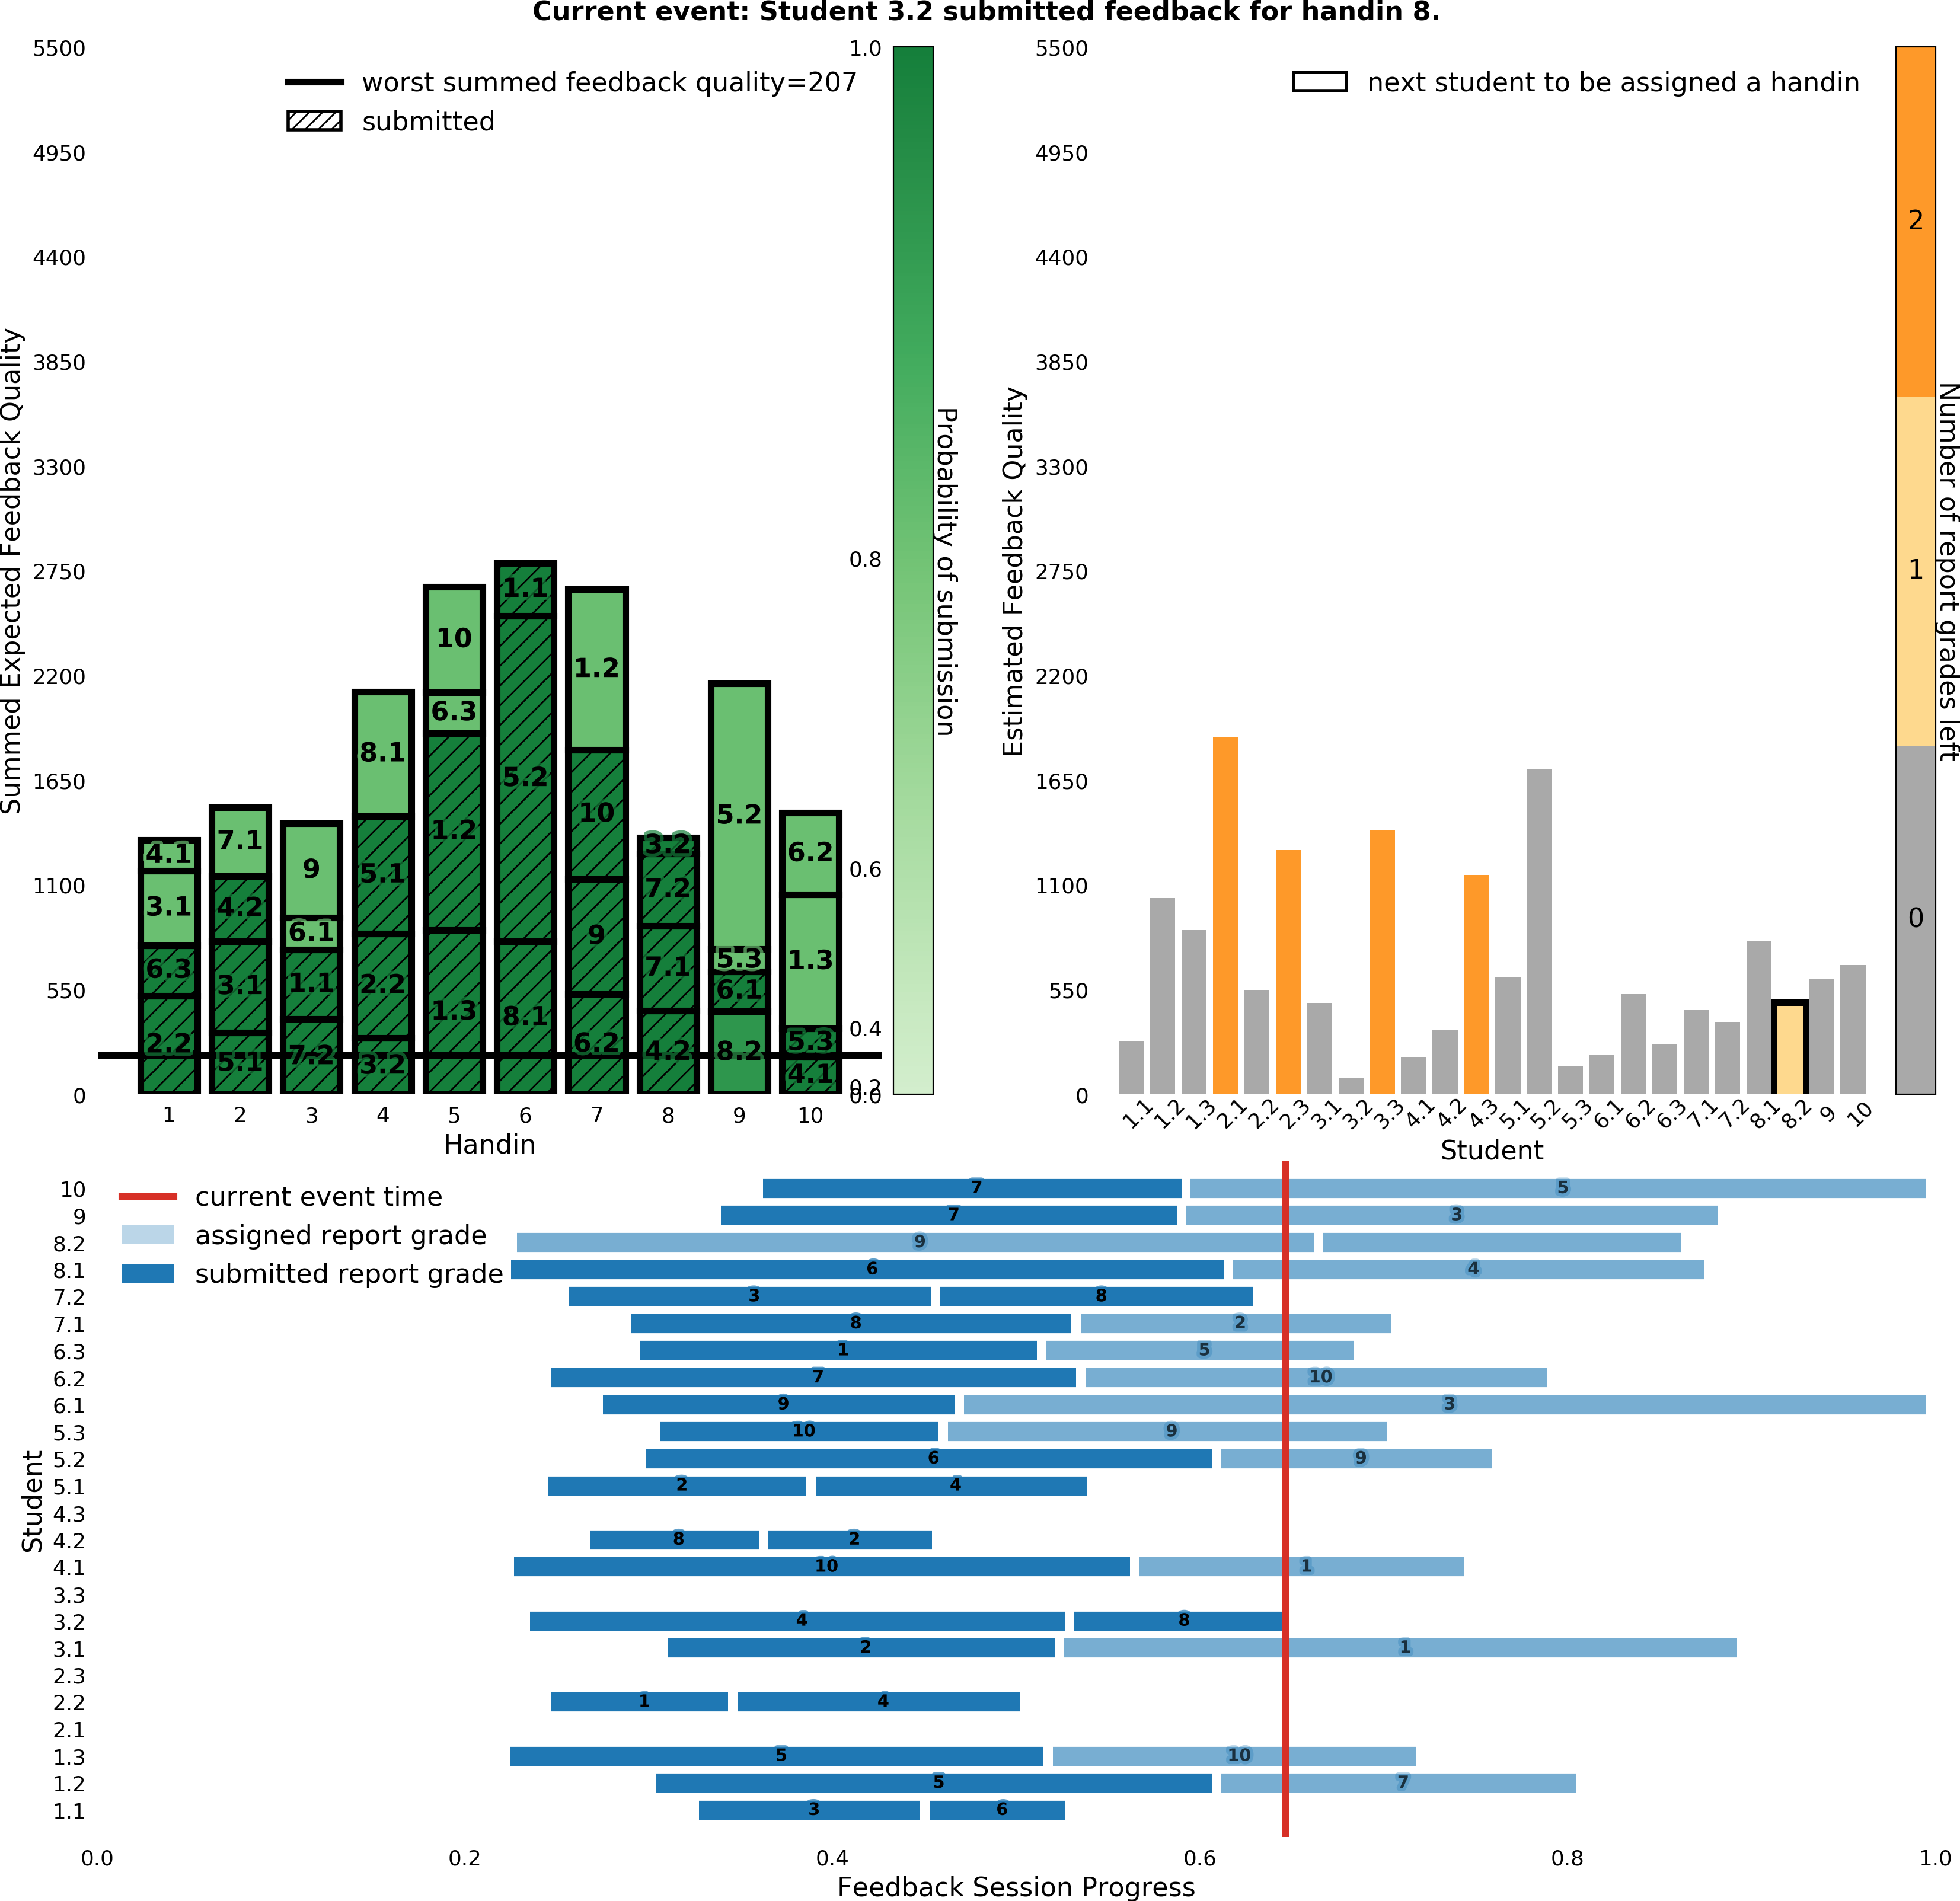 Current event: Student 3.2 submitted feedback for handin 8.
5500
4950
4400
3850
3300
2750
2200
1650
1100
550
0
Summed Expected Feedback Quality
worst summed feedback quality=207
submitted
4.1
3.1
6.3
2.2
7.1
4.2
3.1
5.1
9
6.1
1.1
7.2
8.1
5.1
2.2
3.2
10
6.3
1.2
1.3
1.1
5.2
8.1
1.2
10
9
6.2
3.2
7.2
7.1
4.2
5.2
5.3
6.1
8.2
6.2
1.3
5.3
4.1
1 2 3 4 5 6 7 8 9 10
Handin
1.0
0.8
0.6
0.4
0.2
0.0
Probability of submission
5500
4950
4400
3850
3300
2750
2200
1650
1100
550
0
Estimated Feedback Quality
next student to be assigned a handin
1.1 1.2 1.3 2.1 2.2 2.3 3.1 3.2 3.3 4.1 4.2 4.3 5.1 5.2 5.3 6.1 6.2 6.3 7.1 7.2 8.1 8.2 9 10
Student
2
1
0
Number of report grades left
current event time
assigned report grade
submitted report grade
Student
10 7 5
9 7 3
8.2 9
8.1 6 4
7.2 3 8
7.1 8 2
6.3 1 5
6.2 7 10
6.1 9 3
5.3 10 9
5.2 6 9
5.1 2 4
4.3
4.2 8 2
4.1 10 1
3.3
3.2 4 8
3.1 2 1
2.3
2.2 1 4
2.1
1.3 5 10
1.2 5 7
1.1 3 6
0.0 0.2 0.4 0.6 0.8 1.0
Feedback Session Progress